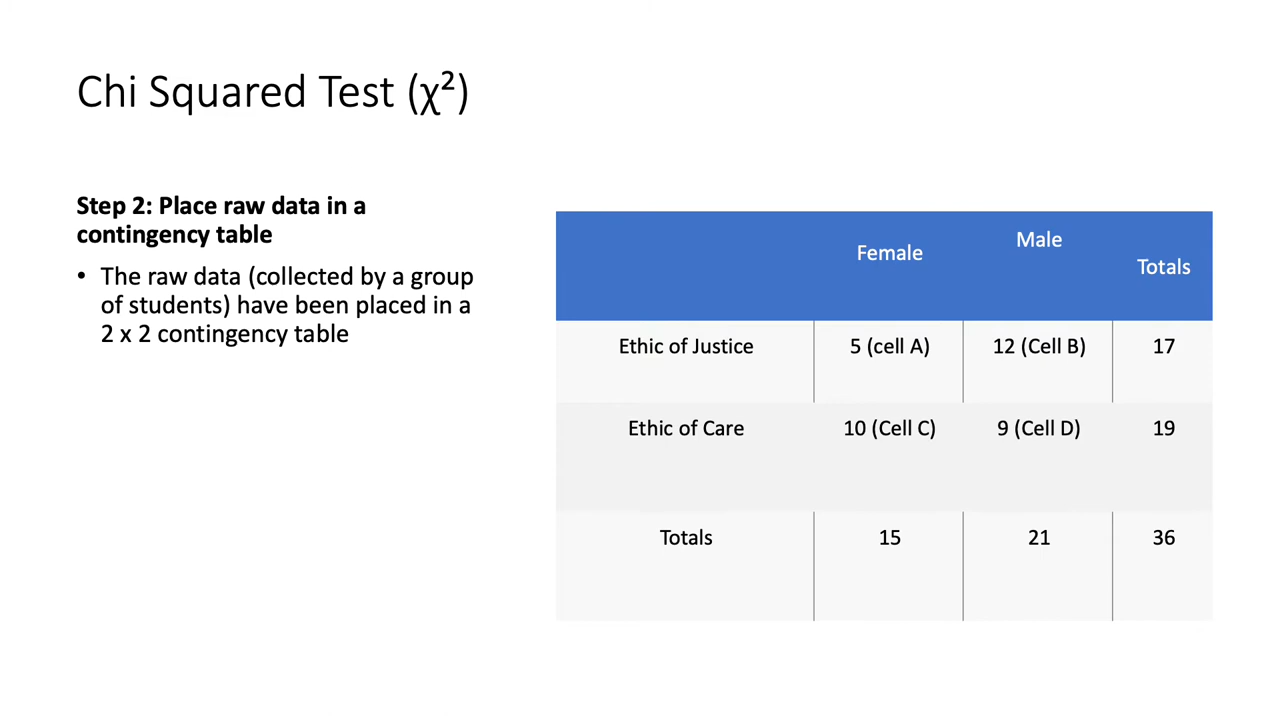 Chi Squared Test (χ²)
Step 2: Place raw data in a
contingency table
• The raw data (collected by a group
of students) have been placed in a
2 x 2 contingency table
Female Male Totals
Ethic of Justice 5 (cell A) 12 (Cell B) 17
Ethic of Care 10 (Cell C) 9 (Cell D) 19
Totals 15 21 36